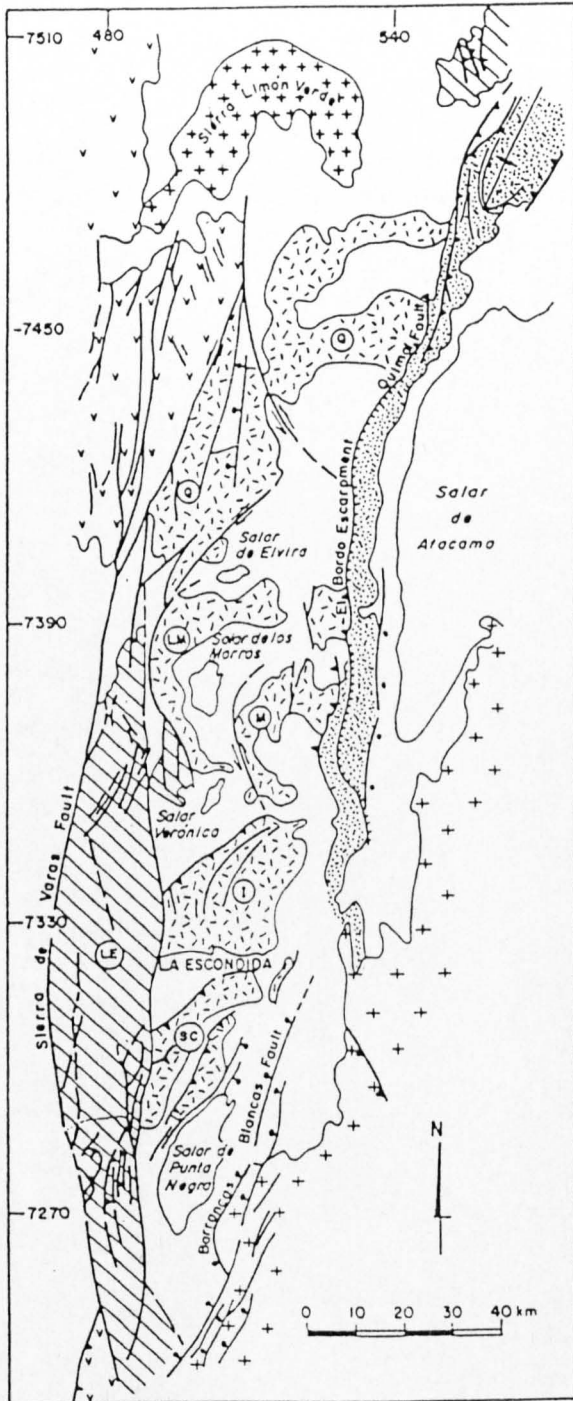 -7510 480 540
Sierra Limón Verde
-7450
Q
Quimal Fault
El Bordo Escarpment
Q
Salar
de
Atacama
Salar
de Elvira
-7390
LM
Salar de los
Morros
M
Sierra de Varas Fault
Salar
Verónica
I
-7330
LE
LA ESCONDIDA
SC
Barrancas Blancas Fault
Salar de
Punta
Negra
N
-7270
0 10 20 30 40 km